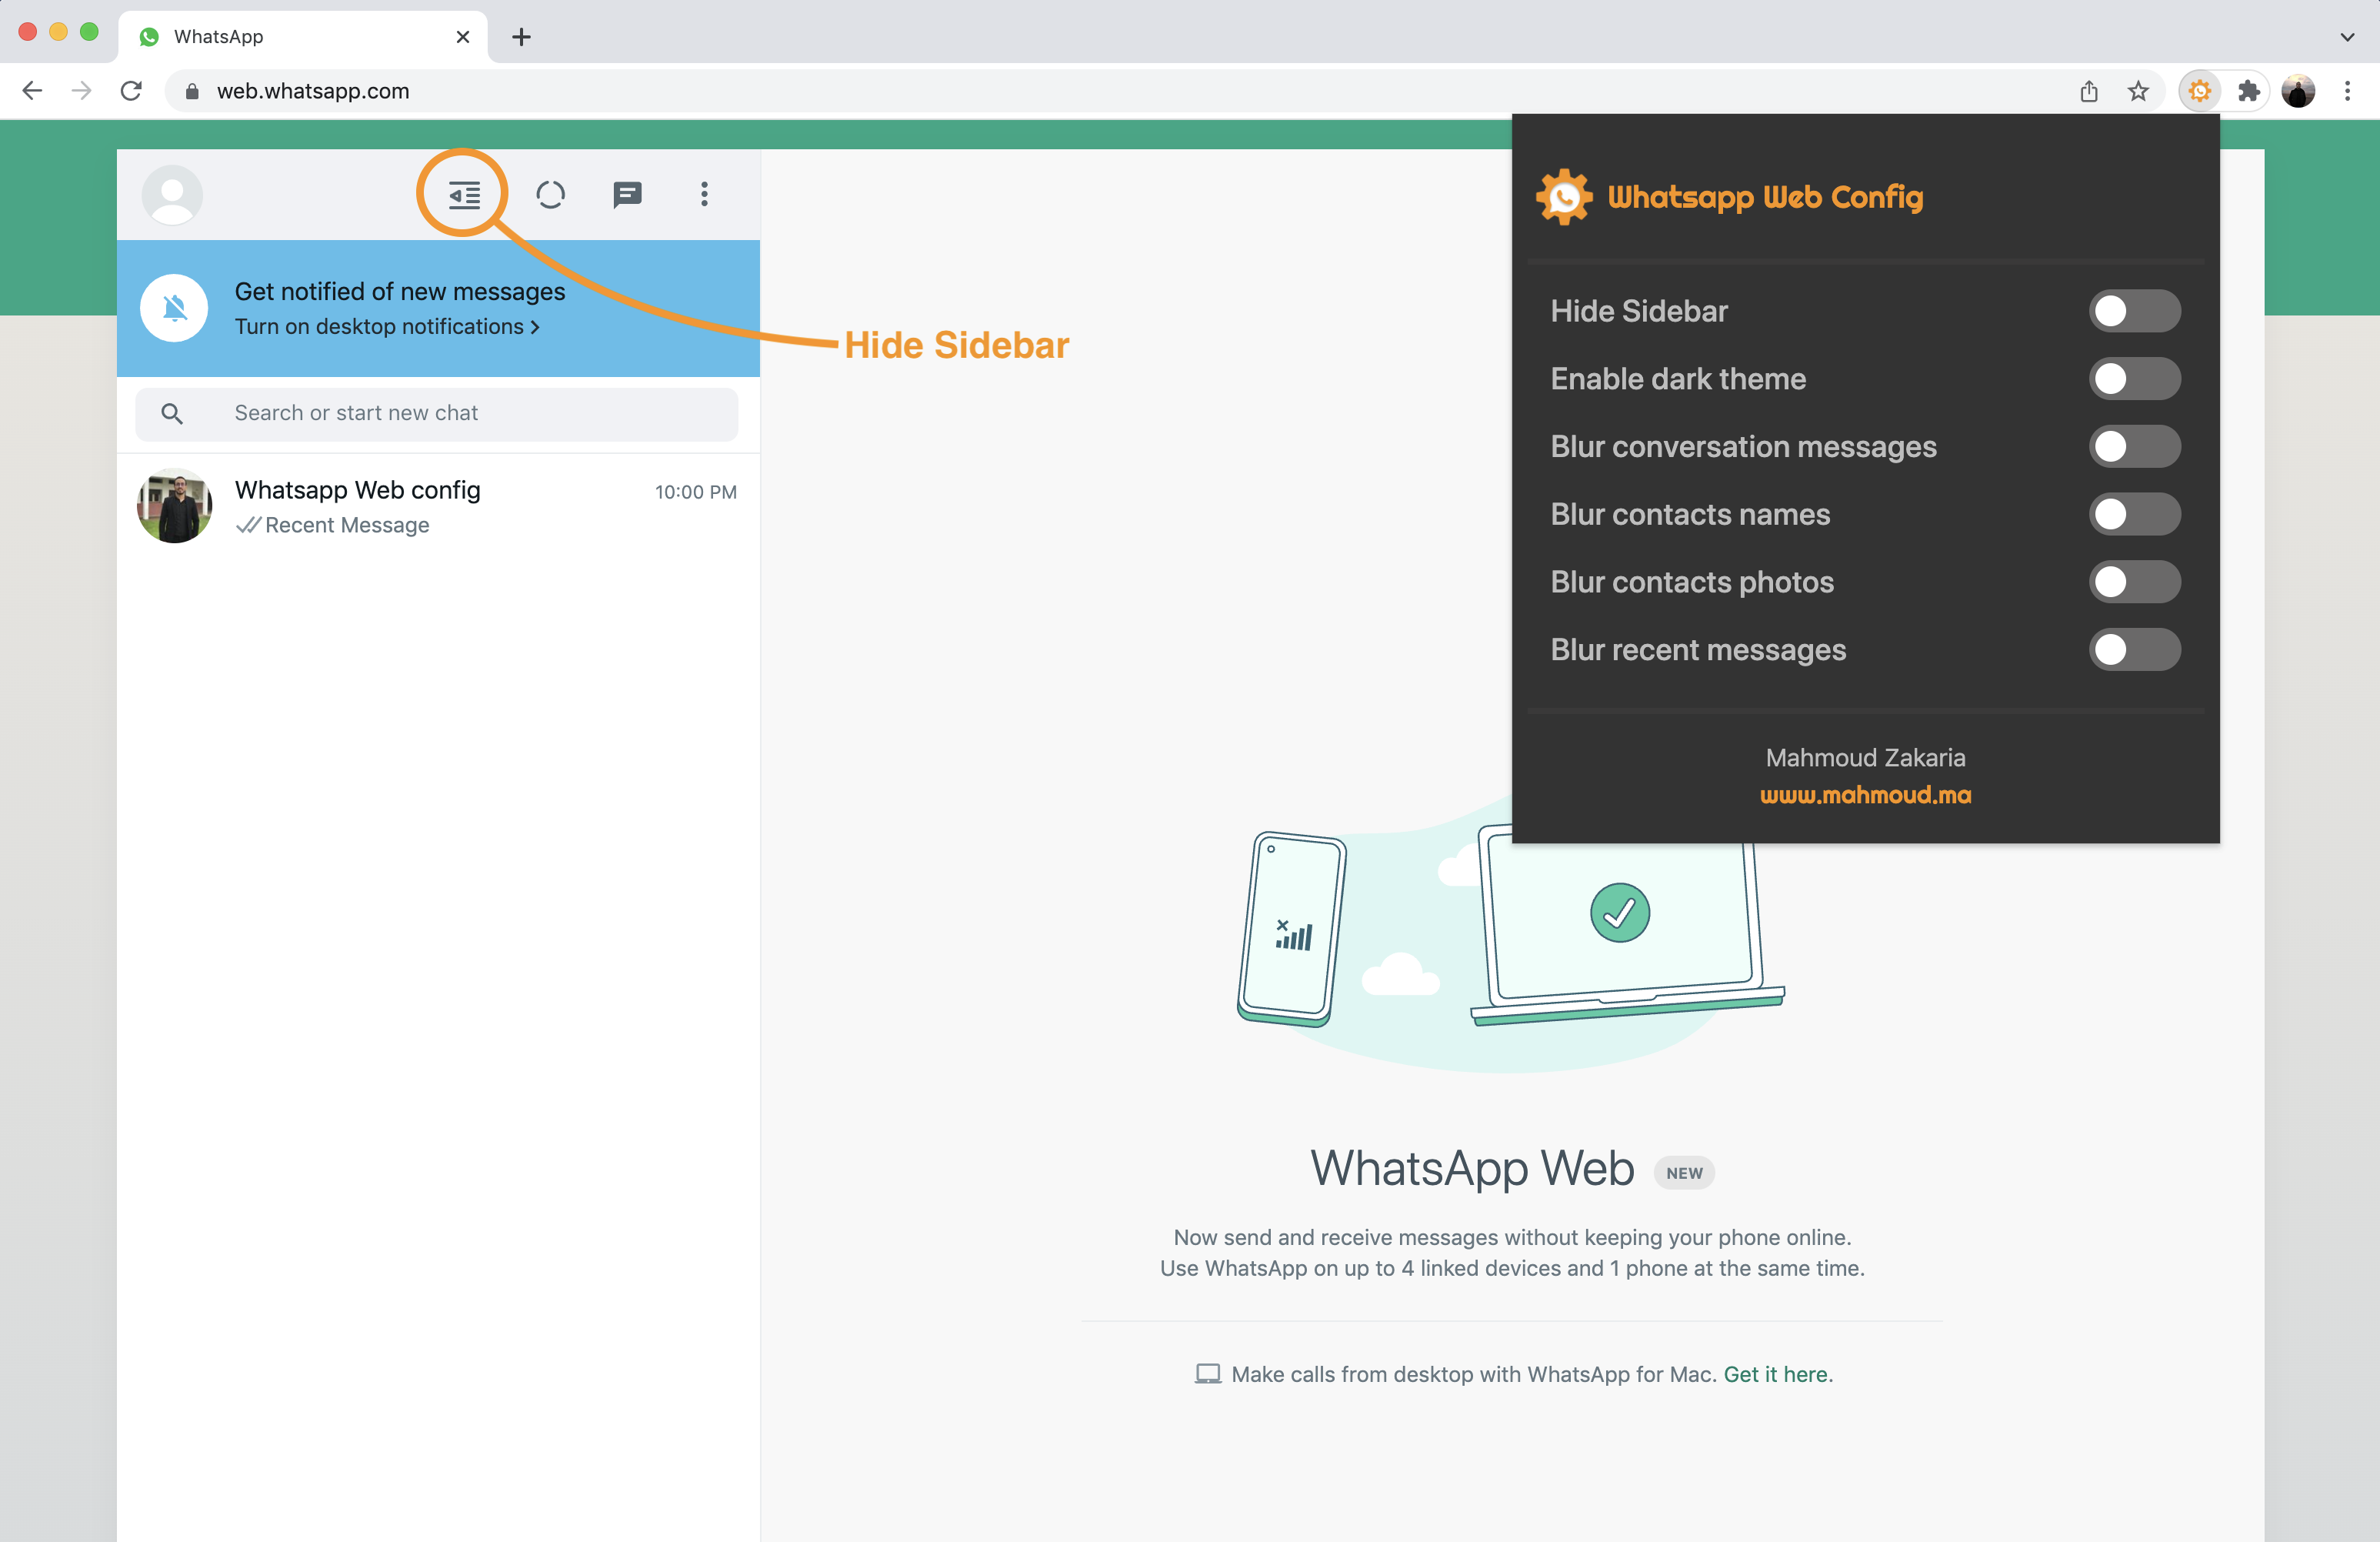 WhatsApp
web.whatsapp.com
Whatsapp Web Config
Get notified of new messages
Turn on desktop notifications
Hide Sidebar
Search or start new chat
Whatsapp Web config
10:00 PM
Recent Message
Hide Sidebar
Enable dark theme
Blur conversation messages
Blur contacts names
Blur contacts photos
Blur recent messages
Mahmoud Zakaria
www.mahmoud.ma
WhatsApp Web NEW
Now send and receive messages without keeping your phone online.
Use WhatsApp on up to 4 linked devices and 1 phone at the same time.
Make calls from desktop with WhatsApp for Mac. Get it here.